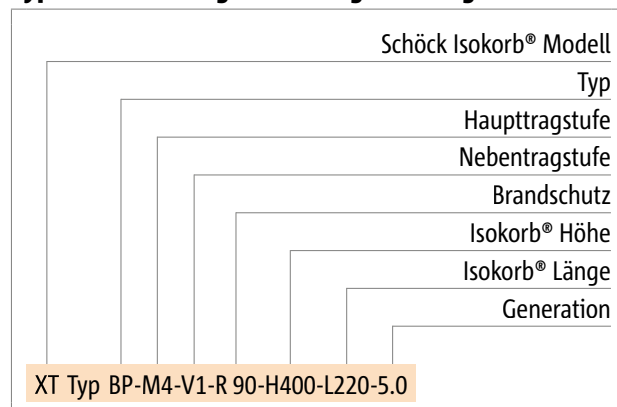 Schöck Isokorb® Modell
Typ
Haupttragstufe
Nebentragstufe
Brandschutz
Isokorb® Höhe
Isokorb® Länge
Generation
XT Typ BP-M4-V1-R 90-H400-L220-5.0